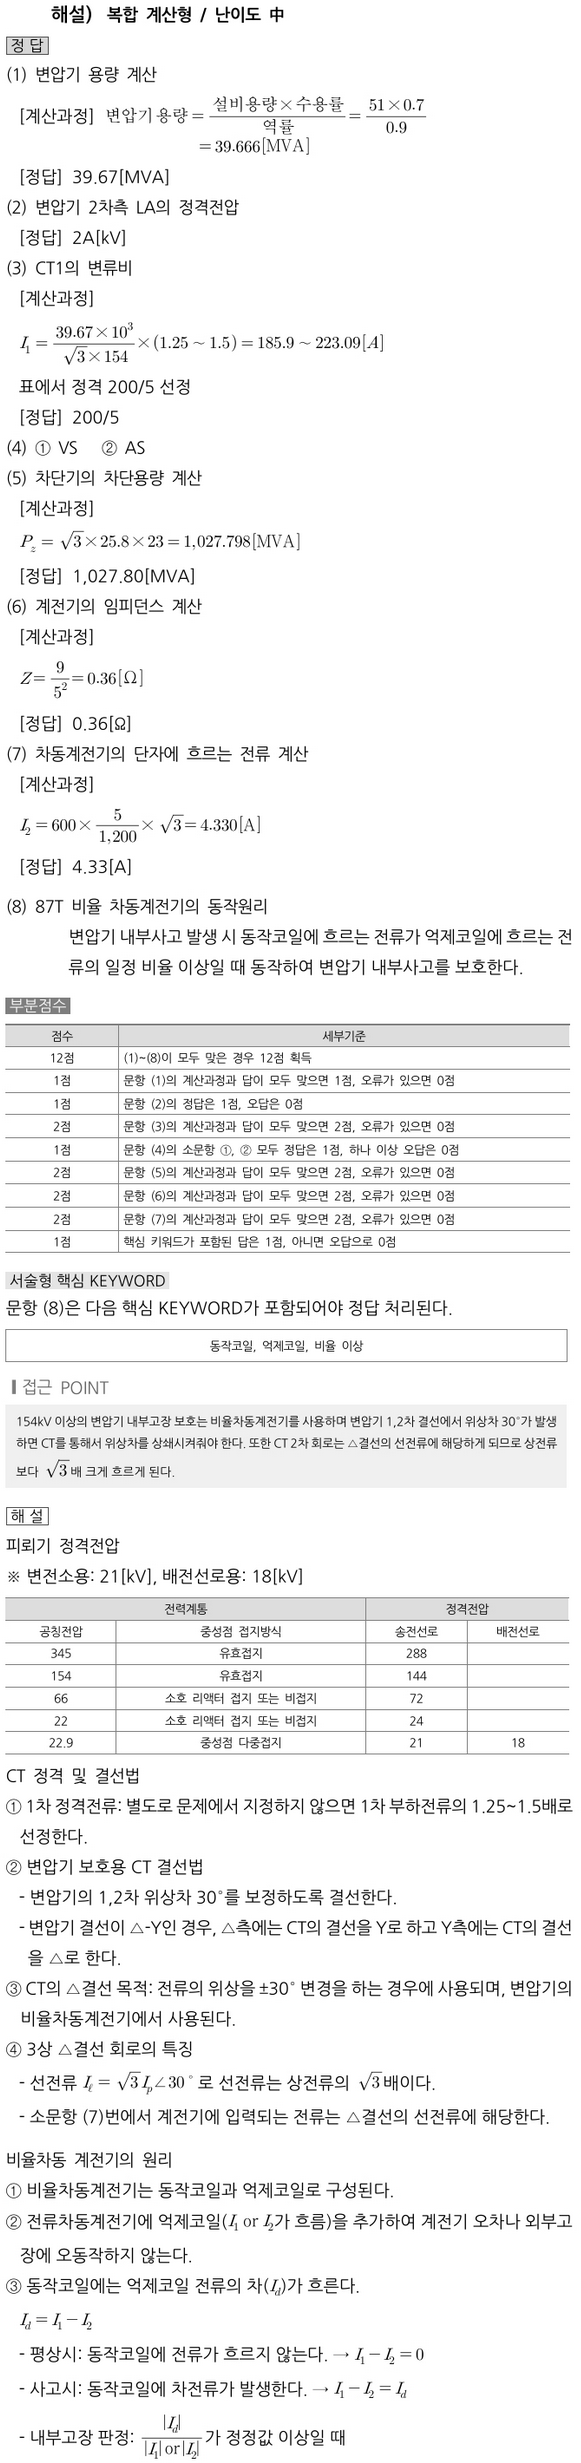 해설) 복합 계산형 / 난이도 中
정 답
(1) 변압기 용량 계산
[계산과정] 변압기용량 = 설비용량×수용률 / 역률 = 51×0.7 / 0.9
= 39.666[MVA]
[정답] 39.67[MVA]
(2) 변압기 2차측 LA의 정격전압
[정답] 2A[kV]
(3) CT1의 변류비
[계산과정]
I₁ = 39.67×10³ / √3×154 ×(1.25 ~ 1.5) = 185.9 ~ 223.09[A]
표에서 정격 200/5 선정
[정답] 200/5
(4) ① VS ② AS
(5) 차단기의 차단용량 계산
[계산과정]
P_z = √3×25.8×23 = 1,027.798[MVA]
[정답] 1,027.80[MVA]
(6) 계전기의 임피던스 계산
[계산과정]
Z = 9 / 5² = 0.36[Ω]
[정답] 0.36[Ω]
(7) 차동계전기의 단자에 흐르는 전류 계산
[계산과정]
I₂ = 600× 5 / 1,200 × √3 = 4.330[A]
[정답] 4.33[A]
(8) 87T 비율 차동계전기의 동작원리
변압기 내부사고 발생 시 동작코일에 흐르는 전류가 억제코일에 흐르는 전
류의 일정 비율 이상일 때 동작하여 변압기 내부사고를 보호한다.
부분점수
점수 세부기준
12점 (1)~(8)이 모두 맞은 경우 12점 획득
1점 문항 (1)의 계산과정과 답이 모두 맞으면 1점, 오류가 있으면 0점
1점 문항 (2)의 정답은 1점, 오답은 0점
2점 문항 (3)의 계산과정과 답이 모두 맞으면 2점, 오류가 있으면 0점
1점 문항 (4)의 소문항 ①, ② 모두 정답은 1점, 하나 이상 오답은 0점
2점 문항 (5)의 계산과정과 답이 모두 맞으면 2점, 오류가 있으면 0점
2점 문항 (6)의 계산과정과 답이 모두 맞으면 2점, 오류가 있으면 0점
2점 문항 (7)의 계산과정과 답이 모두 맞으면 2점, 오류가 있으면 0점
1점 핵심 키워드가 포함된 답은 1점, 아니면 오답으로 0점
서술형 핵심 KEYWORD
문항 (8)은 다음 핵심 KEYWORD가 포함되어야 정답 처리된다.
동작코일, 억제코일, 비율 이상
접근 POINT
154kV 이상의 변압기 내부고장 보호는 비율차동계전기를 사용하며 변압기 1,2차 결선에서 위상차 30°가 발생
하면 CT를 통해서 위상차를 상쇄시켜줘야 한다. 또한 CT 2차 회로는 △결선의 선전류에 해당하게 되므로 상전류
보다 √3배 크게 흐르게 된다.
해 설
피뢰기 정격전압
※ 변전소용: 21[kV], 배전선로용: 18[kV]
전력계통 정격전압
공칭전압 중성점 접지방식 송전선로 배전선로
345 유효접지 288
154 유효접지 144
66 소호 리액터 접지 또는 비접지 72
22 소호 리액터 접지 또는 비접지 24
22.9 중성점 다중접지 21 18
CT 정격 및 결선법
① 1차 정격전류: 별도로 문제에서 지정하지 않으면 1차 부하전류의 1.25~1.5배로
선정한다.
② 변압기 보호용 CT 결선법
- 변압기의 1,2차 위상차 30°를 보정하도록 결선한다.
- 변압기 결선이 △-Y인 경우, △측에는 CT의 결선을 Y로 하고 Y측에는 CT의 결선
을 △로 한다.
③ CT의 △결선 목적: 전류의 위상을 ±30° 변경을 하는 경우에 사용되며, 변압기의
비율차동계전기에서 사용된다.
④ 3상 △결선 회로의 특징
- 선전류 I_ℓ = √3 I_p∠30°로 선전류는 상전류의 √3배이다.
- 소문항 (7)번에서 계전기에 입력되는 전류는 △결선의 선전류에 해당한다.
비율차동 계전기의 원리
① 비율차동계전기는 동작코일과 억제코일로 구성된다.
② 전류차동계전기에 억제코일(I₁ or I₂가 흐름)을 추가하여 계전기 오차나 외부고
장에 오동작하지 않는다.
③ 동작코일에는 억제코일 전류의 차(I_d)가 흐른다.
I_d = I₁ − I₂
- 평상시: 동작코일에 전류가 흐르지 않는다. → I₁ − I₂ = 0
- 사고시: 동작코일에 차전류가 발생한다. → I₁ − I₂ = I_d
- 내부고장 판정: |I_d| / |I₁| or |I₂| 가 정정값 이상일 때